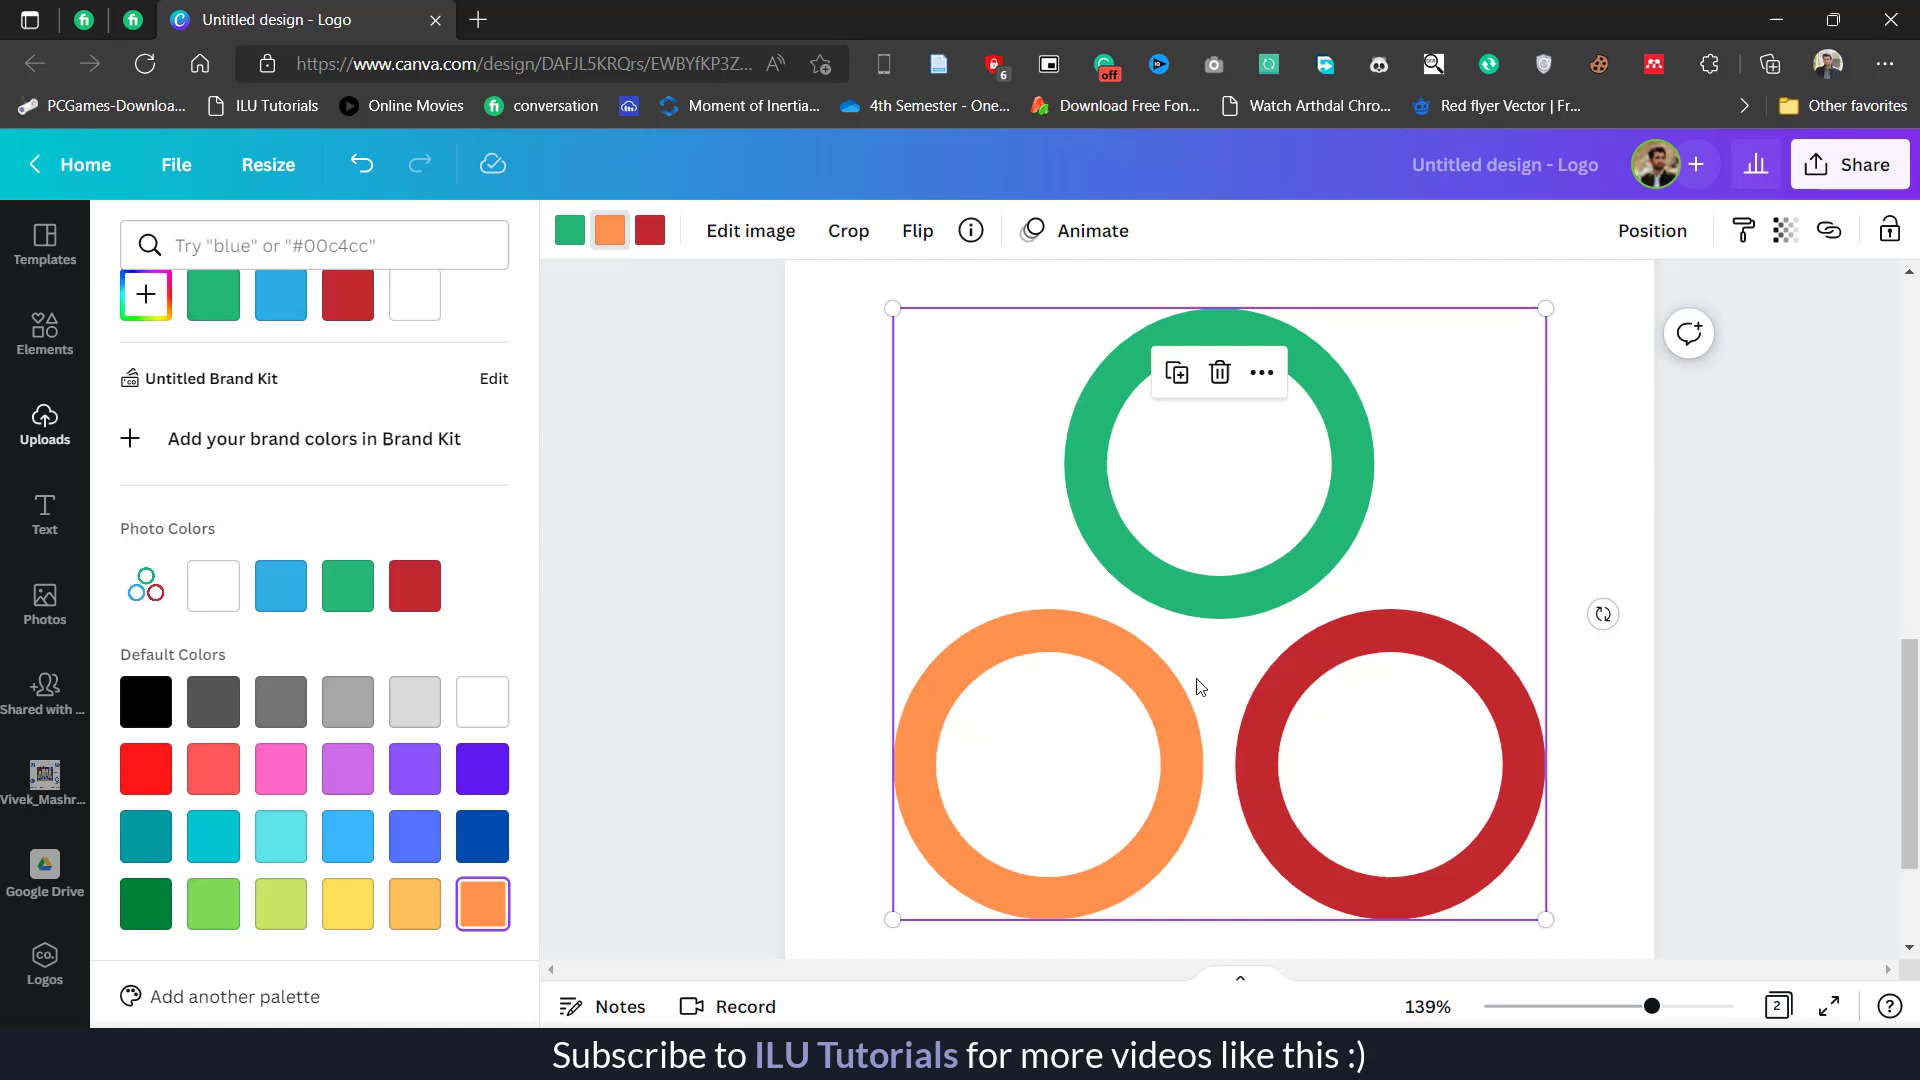 Untitled design - Logo
https://www.canva.com/design/DAFJL5KRQrs/EWBYfKP3Z...
6
off
PCGames-Downloa...
ILU Tutorials
Online Movies
conversation
Moment of Inertia...
4th Semester - One...
Download Free Fon...
Watch Arthdal Chro...
Red flyer Vector | Fr...
Other favorites
Home
File
Resize
Untitled design - Logo
Share
Templates
Elements
Uploads
Text
Photos
Shared with ...
Vivek_Mashr...
Google Drive
CO.
Logos
Try "blue" or "#00c4cc"
Untitled Brand Kit
Edit
Add your brand colors in Brand Kit
Photo Colors
Default Colors
Add another palette
Edit image
Crop
Flip
Animate
Position
Notes
Record
139%
2
Subscribe to ILU Tutorials for more videos like this :)